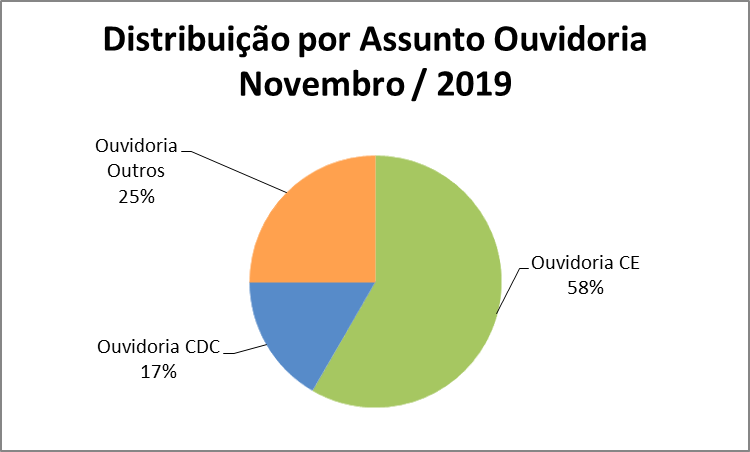 Distribuição por Assunto Ouvidoria
Novembro / 2019
Ouvidoria
Outros
25%
Ouvidoria CE
58%
Ouvidoria CDC
17%